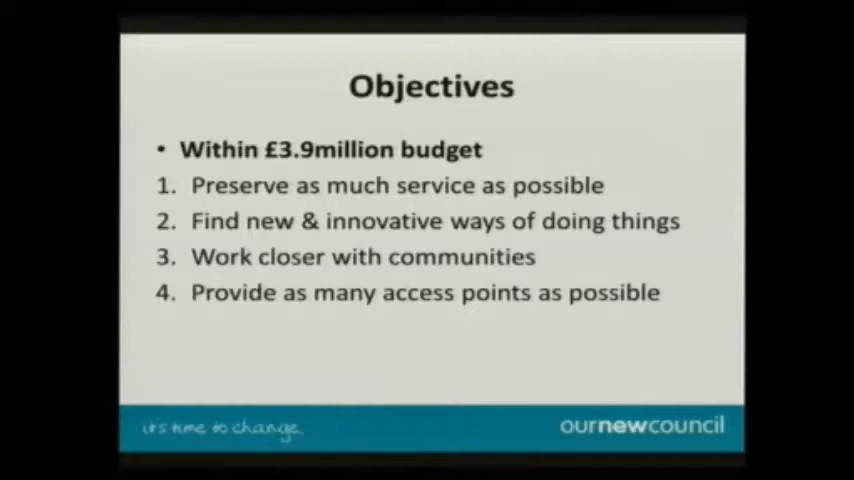 Objectives
• Within £3.9million budget
1. Preserve as much service as possible
2. Find new & innovative ways of doing things
3. Work closer with communities
4. Provide as many access points as possible
it's time to change
ournewcouncil